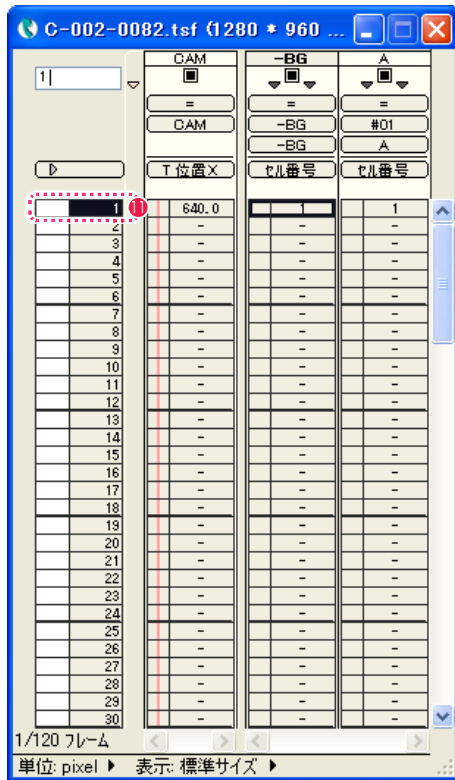 C-002-0082.tsf (1280 * 960 ...
CAM -BG A
1
= = =
CAM -BG #01
-BG A
T 位置X セル番号 セル番号
1 11 640.0 1 1
2 - - -
3 - - -
4 - - -
5 - - -
6 - - -
7 - - -
8 - - -
9 - - -
10 - - -
11 - - -
12 - - -
13 - - -
14 - - -
15 - - -
16 - - -
17 - - -
18 - - -
19 - - -
20 - - -
21 - - -
22 - - -
23 - - -
24 - - -
25 - - -
26 - - -
27 - - -
28 - - -
29 - - -
30 - - -
1/120 フレーム
単位: pixel 表示: 標準サイズ